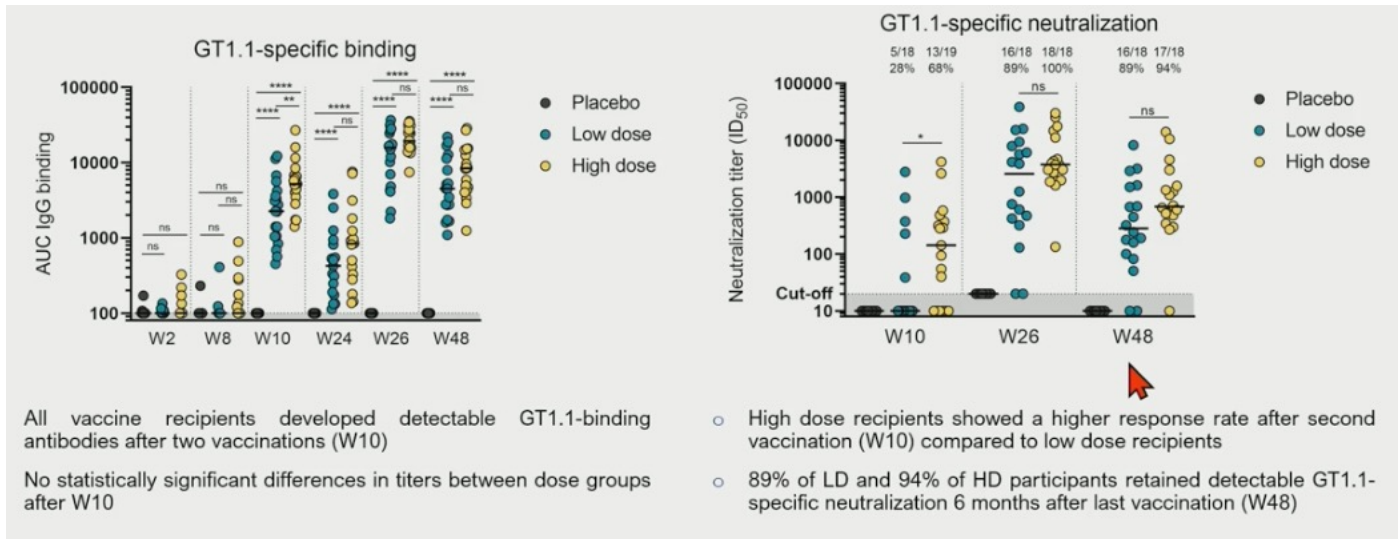 GT1.1-specific binding
AUC IgG binding
100000
10000
1000
100
ns
ns
ns
ns
ns
****
****
**
****
****
ns
****
****
ns
****
****
ns
W2 W8 W10 W24 W26 W48
Placebo
Low dose
High dose
All vaccine recipients developed detectable GT1.1-binding
antibodies after two vaccinations (W10)
No statistically significant differences in titers between dose groups
after W10
GT1.1-specific neutralization
5/18 13/19 16/18 18/18 16/18 17/18
28% 68% 89% 100% 89% 94%
Neutralization titer (ID50)
100000
10000
1000
100
Cut-off
10
*
ns
ns
W10 W26 W48
Placebo
Low dose
High dose
o High dose recipients showed a higher response rate after second
vaccination (W10) compared to low dose recipients
o 89% of LD and 94% of HD participants retained detectable GT1.1-
specific neutralization 6 months after last vaccination (W48)